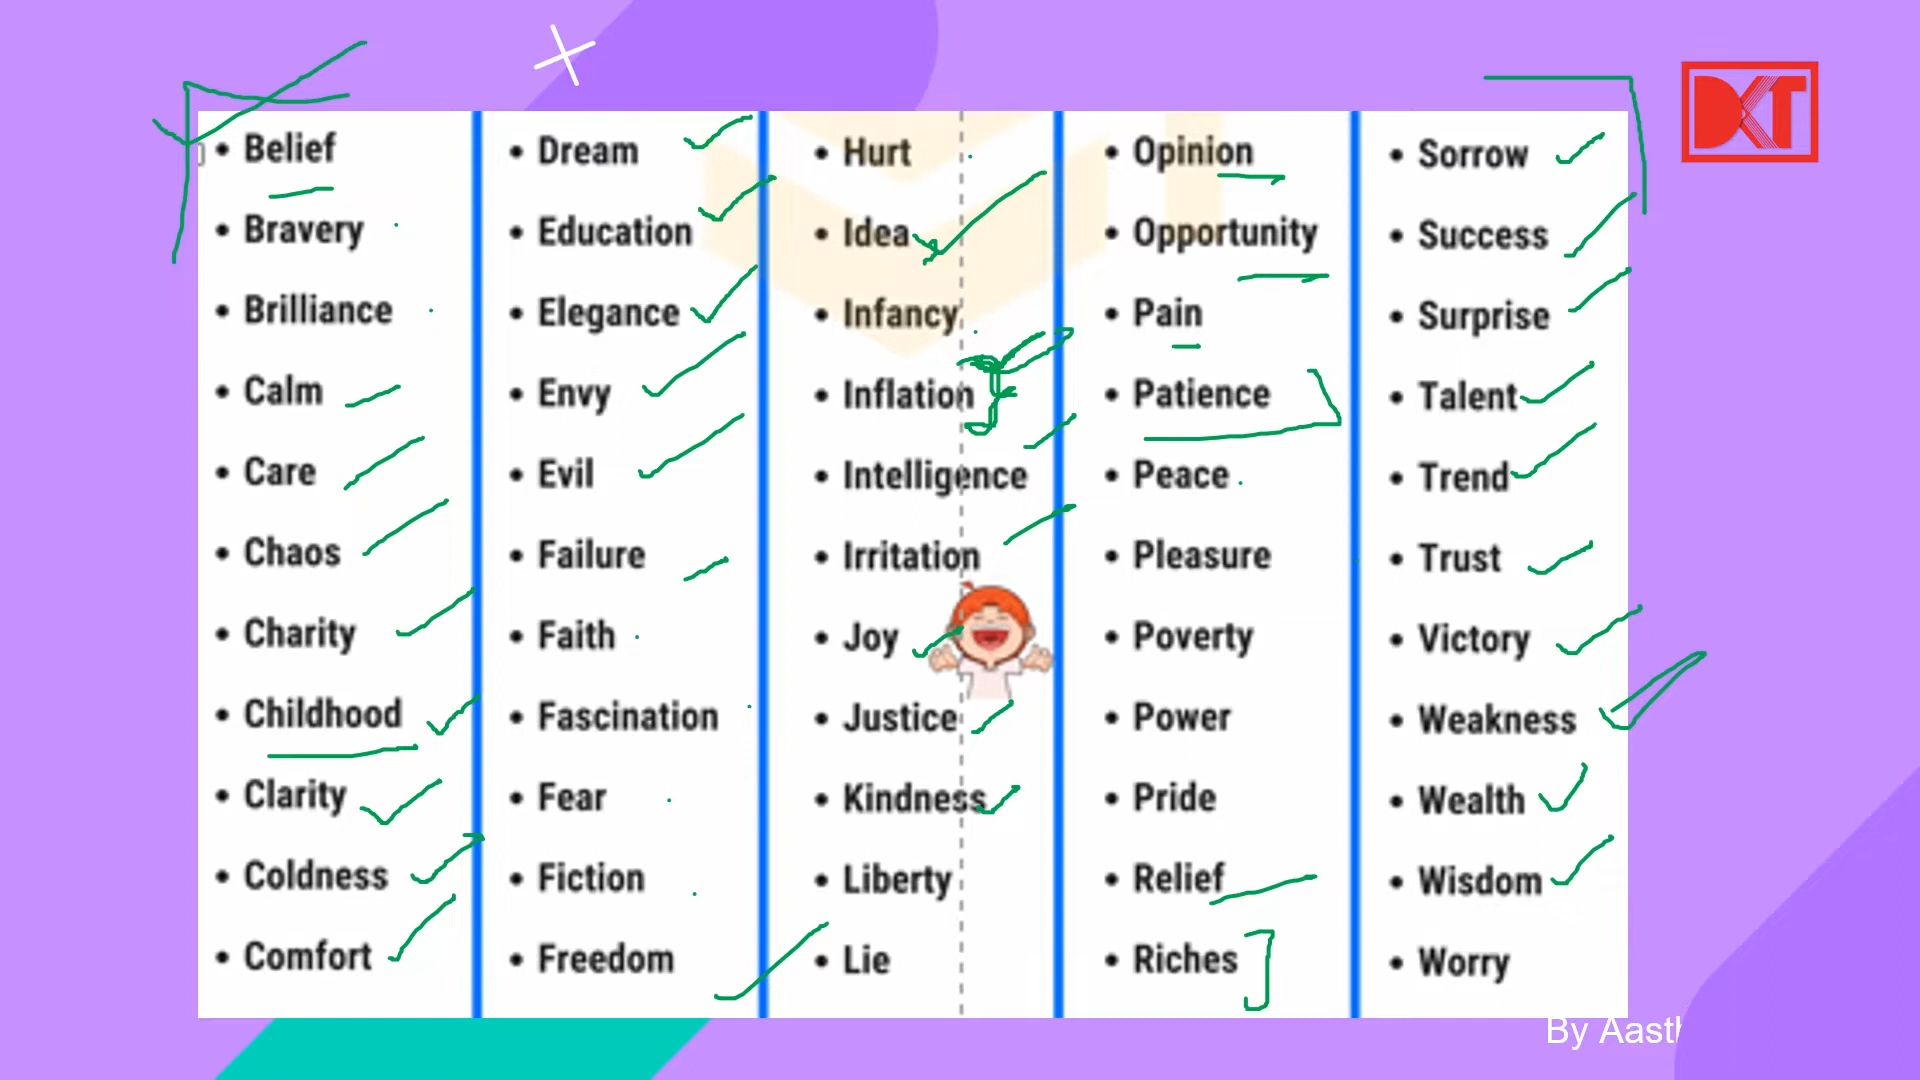 DKT
• Belief
• Bravery
• Brilliance
• Calm
• Care
• Chaos
• Charity
• Childhood
• Clarity
• Coldness
• Comfort
• Dream
• Education
• Elegance
• Envy
• Evil
• Failure
• Faith
• Fascination
• Fear
• Fiction
• Freedom
• Hurt
• Idea
• Infancy
• Inflation
• Intelligence
• Irritation
• Joy
• Justice
• Kindness
• Liberty
• Lie
• Opinion
• Opportunity
• Pain
• Patience
• Peace
• Pleasure
• Poverty
• Power
• Pride
• Relief
• Riches
• Sorrow
• Success
• Surprise
• Talent
• Trend
• Trust
• Victory
• Weakness
• Wealth
• Wisdom
• Worry
By